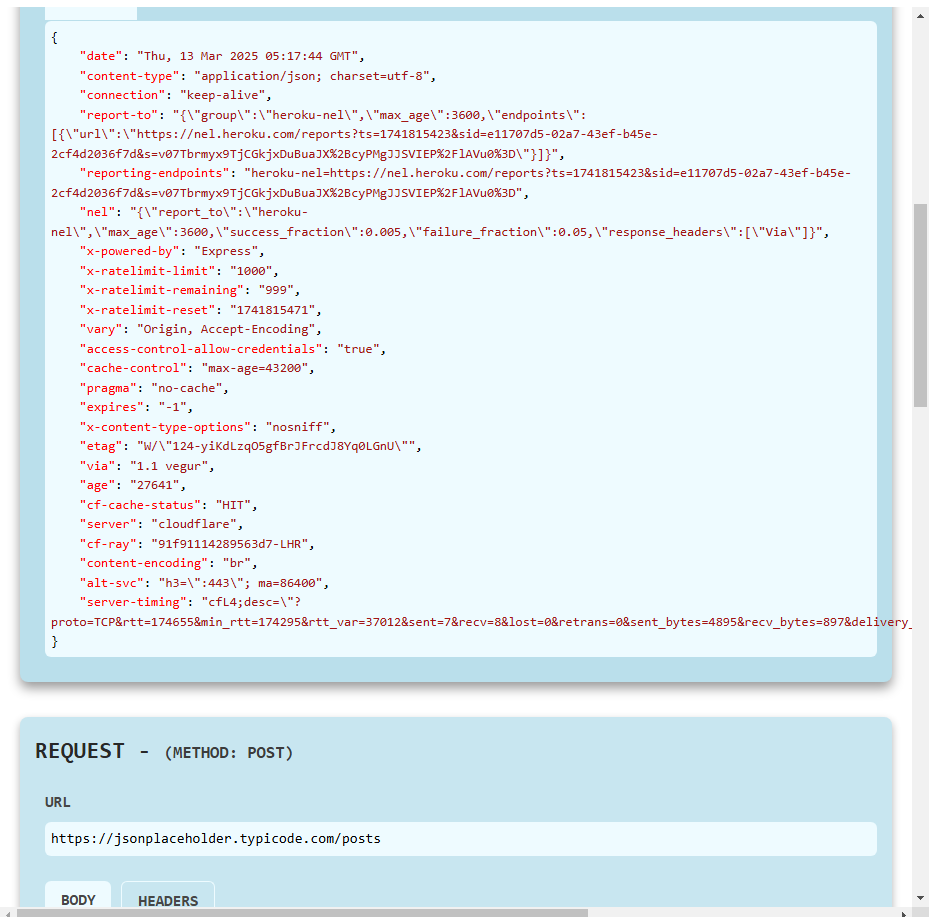 {
    "date": "Thu, 13 Mar 2025 05:17:44 GMT",
    "content-type": "application/json; charset=utf-8",
    "connection": "keep-alive",
    "report-to": "{\"group\":\"heroku-nel\",\"max_age\":3600,\"endpoints\":
[{\"url\":\"https://nel.heroku.com/reports?ts=1741815423&sid=e11707d5-02a7-43ef-b45e-
2cf4d2036f7d&s=v07Tbrmyx9TjCGkjxDuBuaJX%2BcyPMgJJSVIEP%2FlAVu0%3D\"}]}",
    "reporting-endpoints": "heroku-nel=https://nel.heroku.com/reports?ts=1741815423&sid=e11707d5-02a7-43ef-b45e-
2cf4d2036f7d&s=v07Tbrmyx9TjCGkjxDuBuaJX%2BcyPMgJJSVIEP%2FlAVu0%3D",
    "nel": "{\"report_to\":\"heroku-
nel\",\"max_age\":3600,\"success_fraction\":0.005,\"failure_fraction\":0.05,\"response_headers\":[\"Via\"]}",
    "x-powered-by": "Express",
    "x-ratelimit-limit": "1000",
    "x-ratelimit-remaining": "999",
    "x-ratelimit-reset": "1741815471",
    "vary": "Origin, Accept-Encoding",
    "access-control-allow-credentials": "true",
    "cache-control": "max-age=43200",
    "pragma": "no-cache",
    "expires": "-1",
    "x-content-type-options": "nosniff",
    "etag": "W/\"124-yiKdLzqO5gfBrJFrcdJ8Yq0LGnU\"",
    "via": "1.1 vegur",
    "age": "27641",
    "cf-cache-status": "HIT",
    "server": "cloudflare",
    "cf-ray": "91f91114289563d7-LHR",
    "content-encoding": "br",
    "alt-svc": "h3=\":443\"; ma=86400",
    "server-timing": "cfL4;desc=\"?
proto=TCP&rtt=174655&min_rtt=174295&rtt_var=37012&sent=7&recv=8&lost=0&retrans=0&sent_bytes=4895&recv_bytes=897&delivery_
}
REQUEST - (METHOD: POST)
URL
https://jsonplaceholder.typicode.com/posts
BODY HEADERS